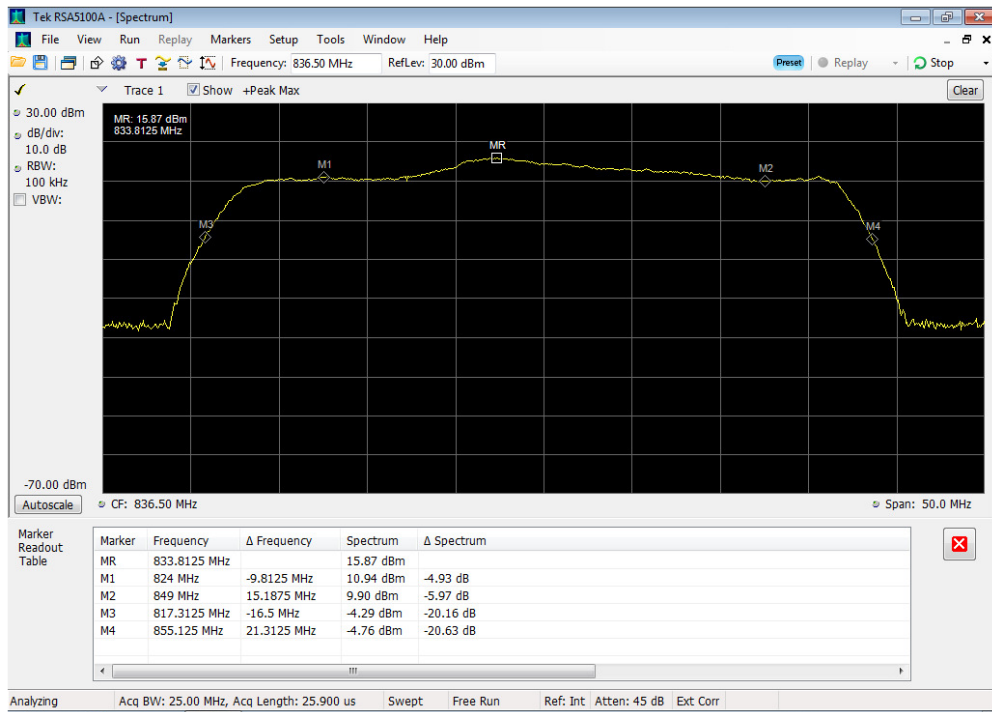 Tek RSA5100A - [Spectrum]
File View Run Replay Markers Setup Tools Window Help
T Frequency: 836.50 MHz RefLev: 30.00 dBm Preset Replay Stop
Trace 1 Show +Peak Max Clear
30.00 dBm
dB/div:
10.0 dB
RBW:
100 kHz
VBW:
MR: 15.87 dBm
833.8125 MHz
MR
M1
M2
M3
M4
-70.00 dBm
Autoscale CF: 836.50 MHz Span: 50.0 MHz
Marker
Readout
Table
Marker Frequency Δ Frequency Spectrum Δ Spectrum
MR 833.8125 MHz 15.87 dBm
M1 824 MHz -9.8125 MHz 10.94 dBm -4.93 dB
M2 849 MHz 15.1875 MHz 9.90 dBm -5.97 dB
M3 817.3125 MHz -16.5 MHz -4.29 dBm -20.16 dB
M4 855.125 MHz 21.3125 MHz -4.76 dBm -20.63 dB
Analyzing Acq BW: 25.00 MHz, Acq Length: 25.900 us Swept Free Run Ref: Int Atten: 45 dB Ext Corr